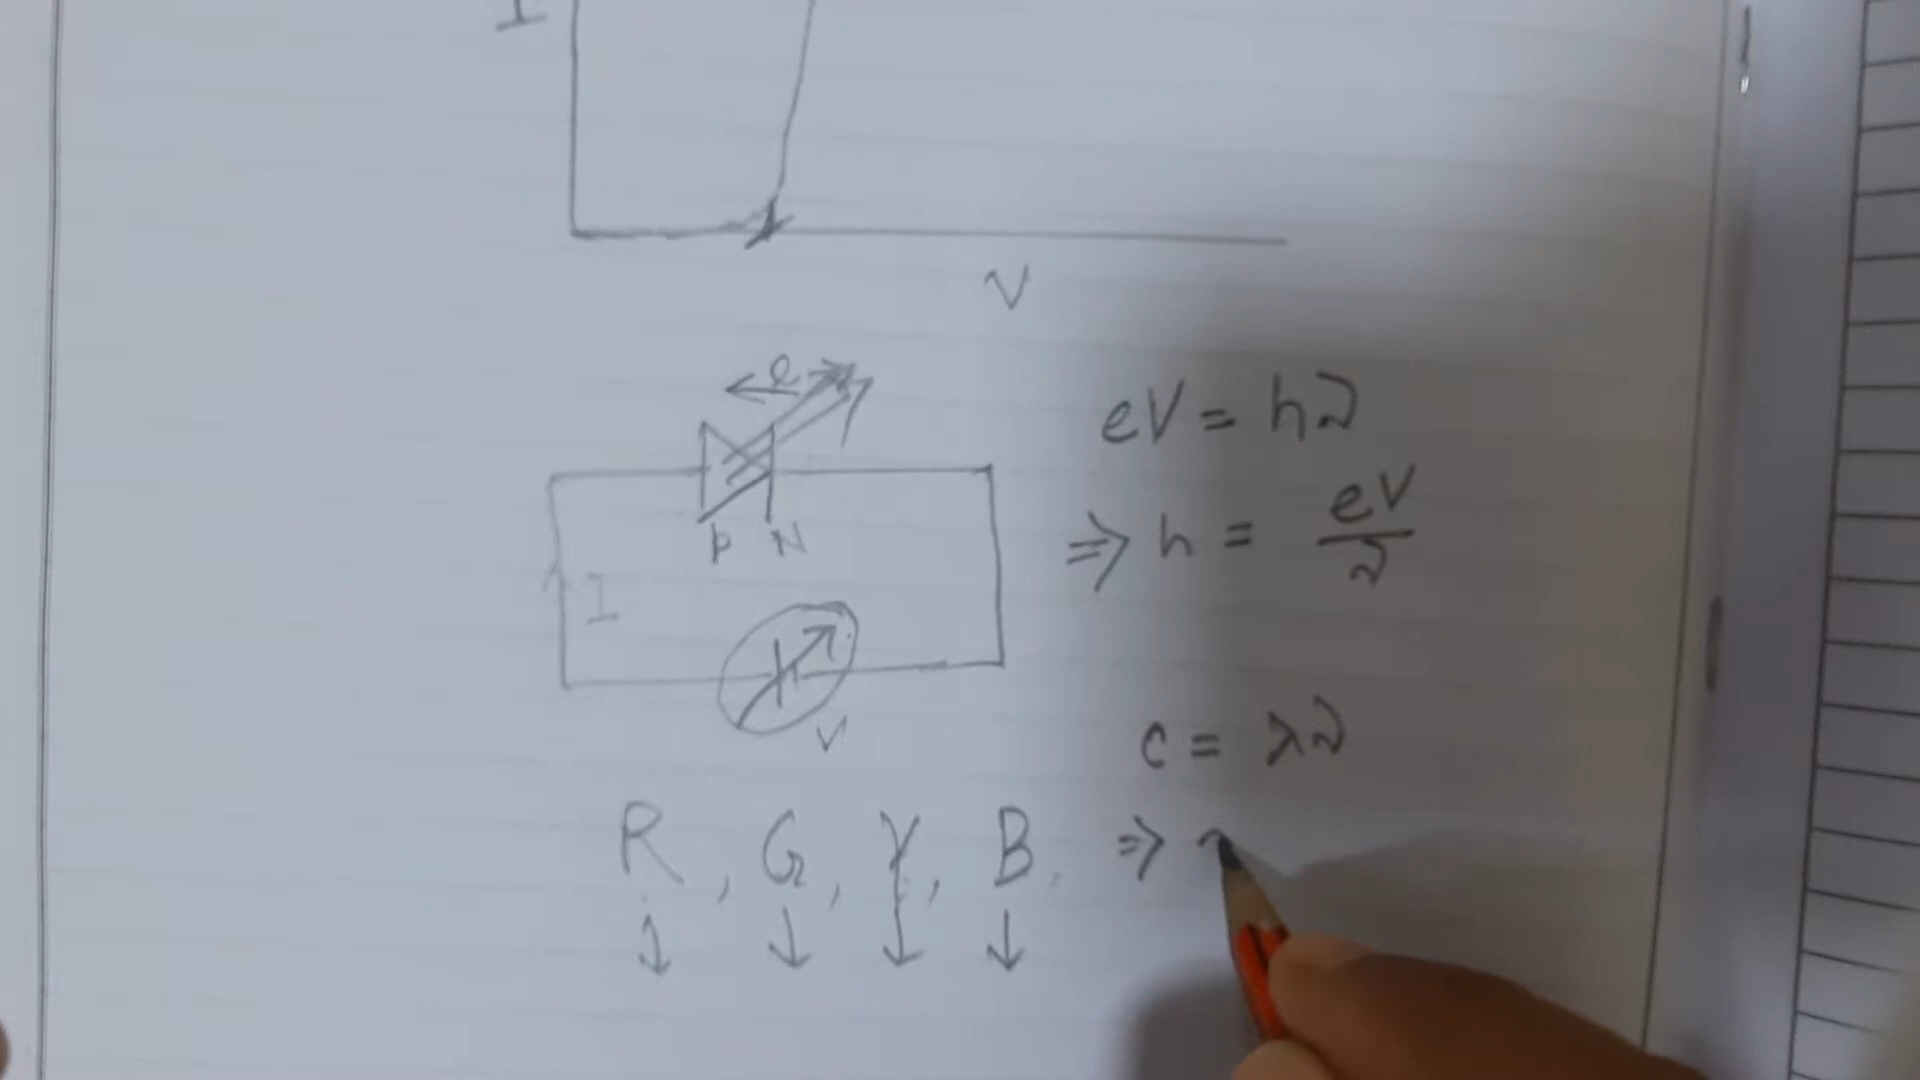 I
V
e
eV = hν
P N
⇒ h = eV/ν
I
V
c = λν
R, G, Y, B, ⇒